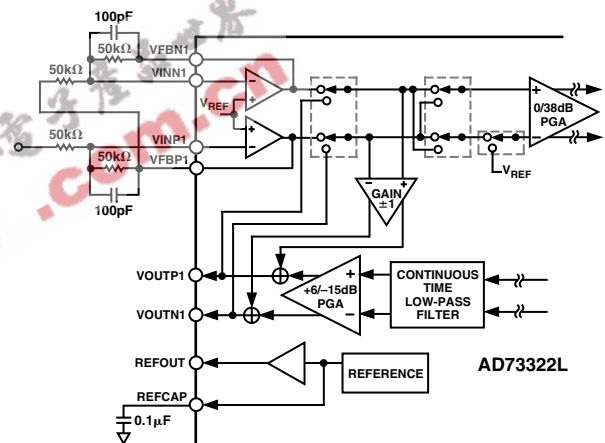 100pF
50kΩ
VFBN1
50kΩ
VINN1
VREF
50kΩ
VINP1
50kΩ
VFBP1
100pF
+
0/38dB
PGA
−
VREF
GAIN
±1
VOUTP1
+6/−15dB
PGA
CONTINUOUS
TIME
LOW-PASS
FILTER
VOUTN1
REFOUT
REFERENCE
AD73322L
REFCAP
0.1µF
.com.cn